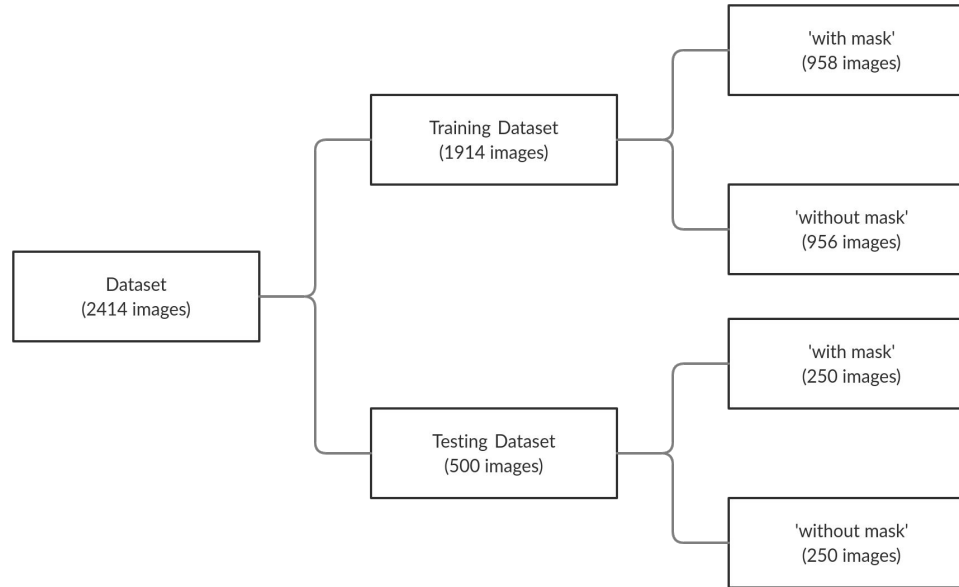 'with mask'
(958 images)
Training Dataset
(1914 images)
'without mask'
(956 images)
Dataset
(2414 images)
'with mask'
(250 images)
Testing Dataset
(500 images)
'without mask'
(250 images)